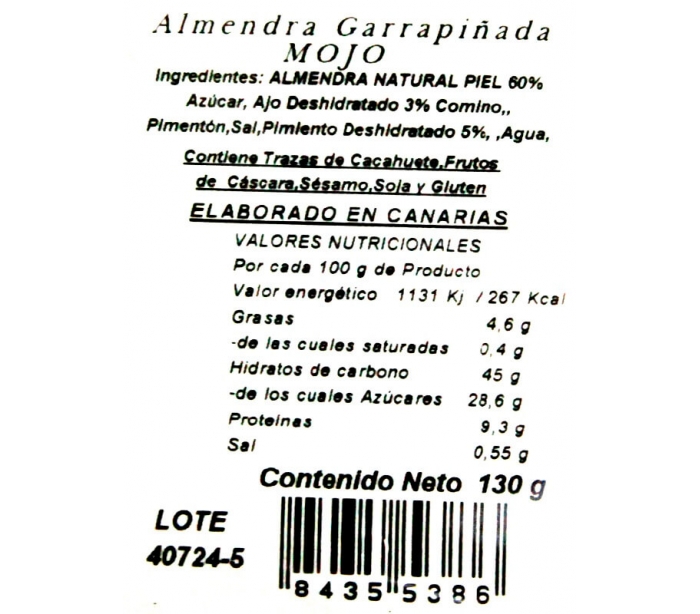 Almendra Garrapiñada
MOJO
Ingredientes: ALMENDRA NATURAL PIEL 60%
Azúcar, Ajo Deshidratado 3% Comino,,
Pimentón,Sal,Pimiento Deshidratado 5%, ,Agua,
Contiene Trazas de Cacahuete,Frutos
de Cáscara,Sésamo,Soja y Gluten
ELABORADO EN CANARIAS
VALORES NUTRICIONALES
Por cada 100 g de Producto
Valor energético 1131 Kj / 267 Kcal
Grasas 4,6 g
-de las cuales saturadas 0,4 g
Hidratos de carbono 45 g
-de los cuales Azúcares 28,6 g
Proteínas 9,3 g
Sal 0,55 g
Contenido Neto 130 g
LOTE
40724-5
8435 5386